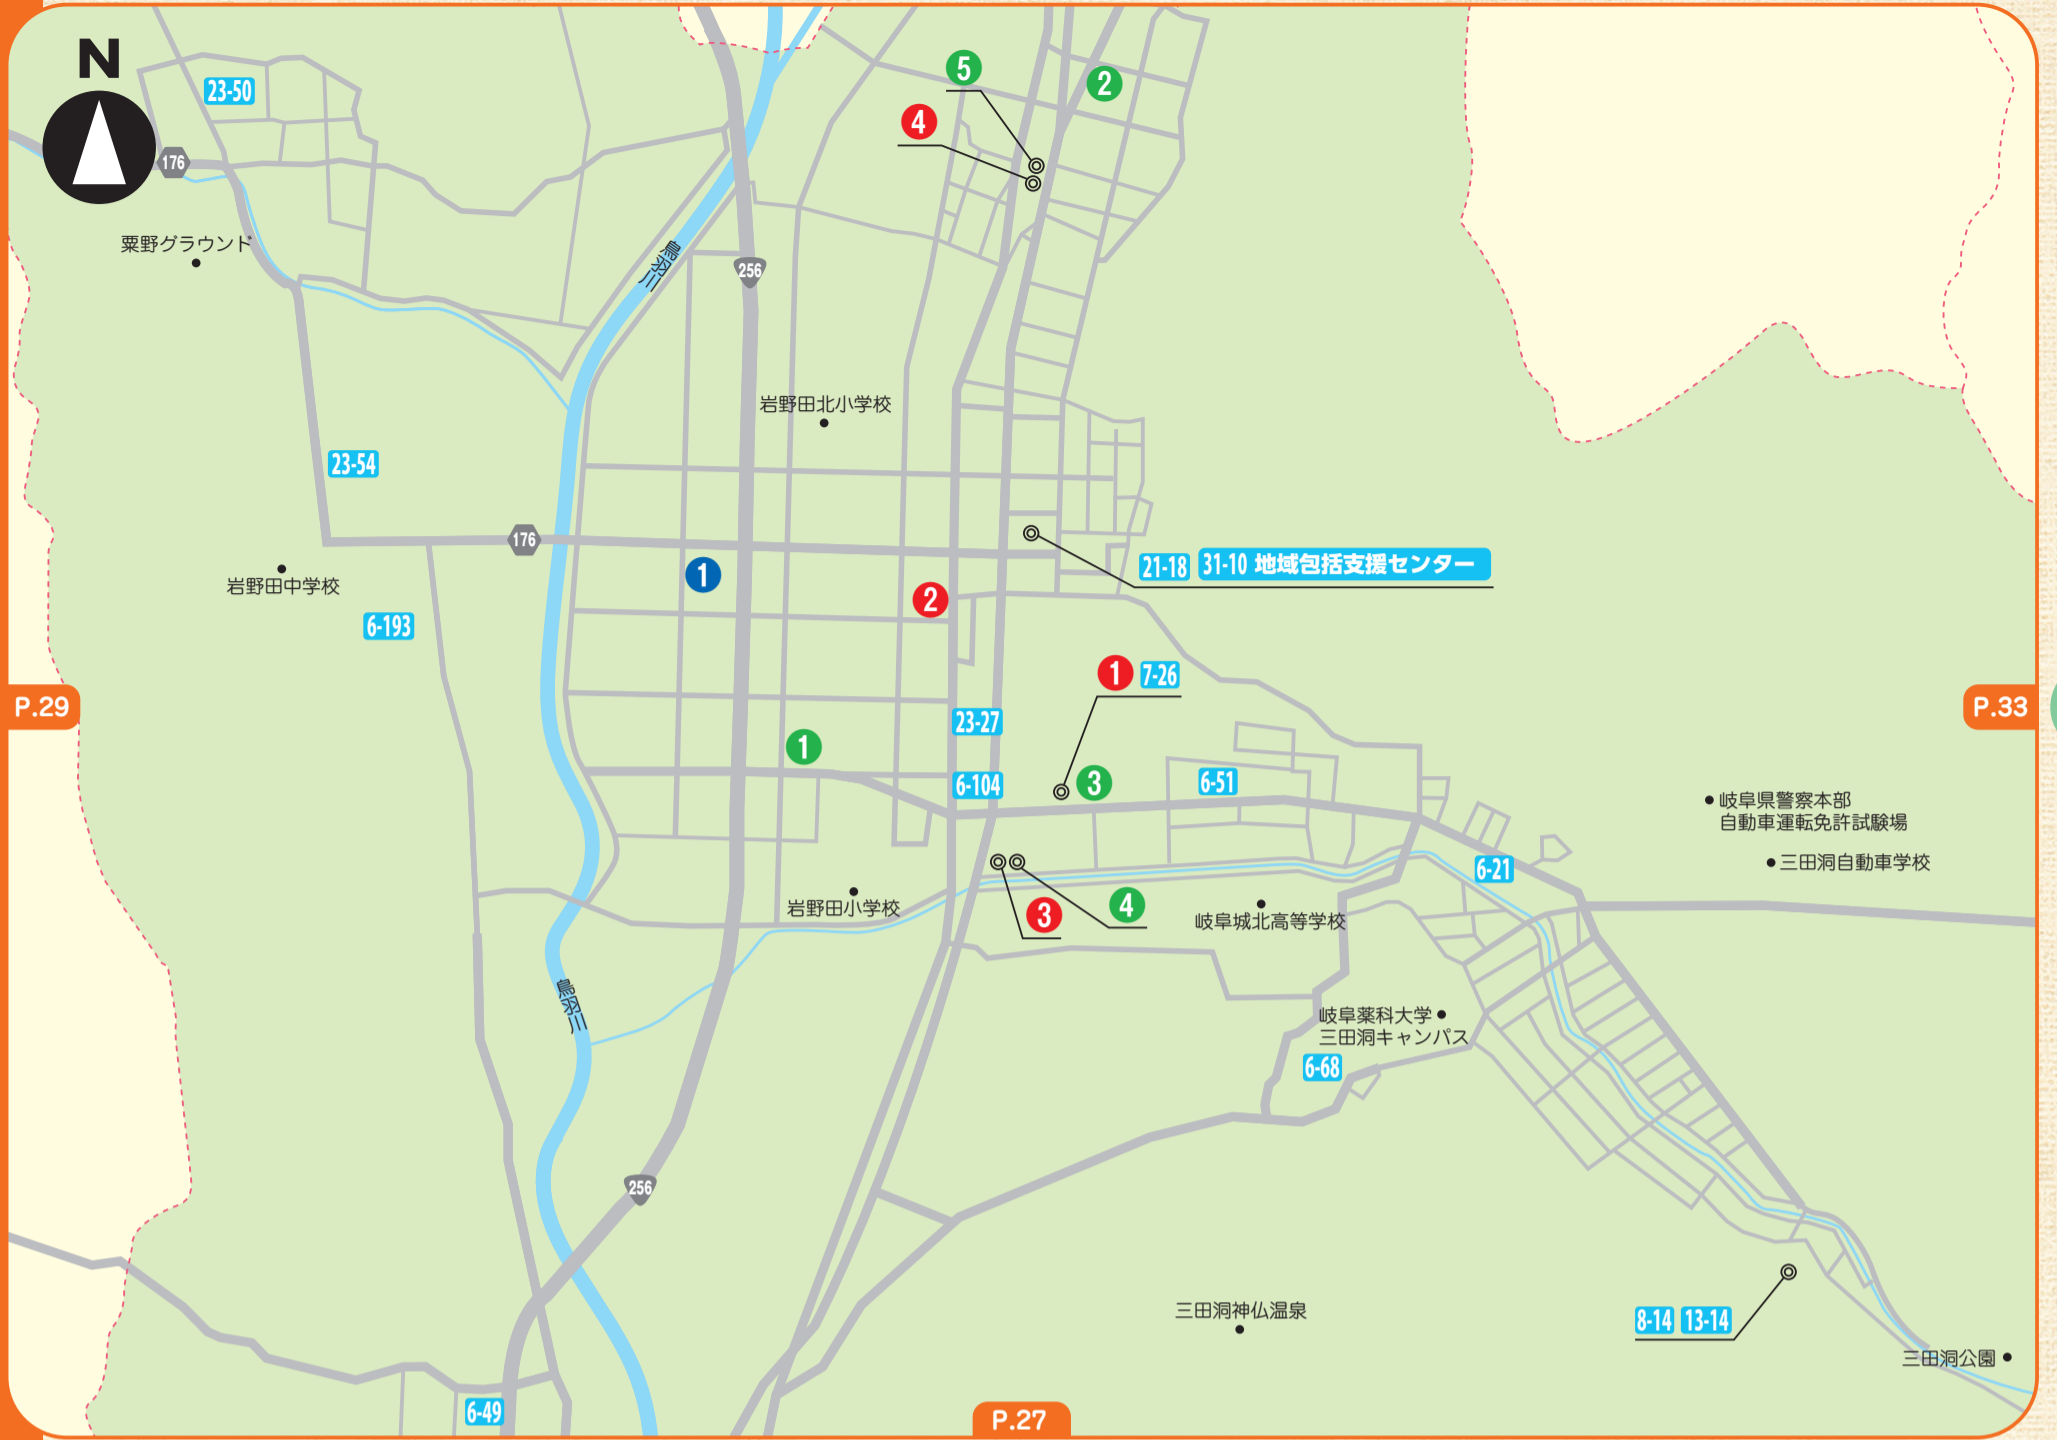 N
23-50
5
2
4
176
粟野グラウンド
鳥羽川
256
岩野田北小学校
23-54
176
岩野田中学校
1
2
21-18
31-10 地域包括支援センター
6-193
1
7-26
P.29
P.33
23-27
1
6-104
3
6-51
岐阜県警察本部
自動車運転免許試験場
三田洞自動車学校
6-21
岩野田小学校
3
4
岐阜城北高等学校
鳥羽川
岐阜薬科大学
三田洞キャンパス
6-68
256
三田洞神仏温泉
8-14
13-14
三田洞公園
6-49
P.27